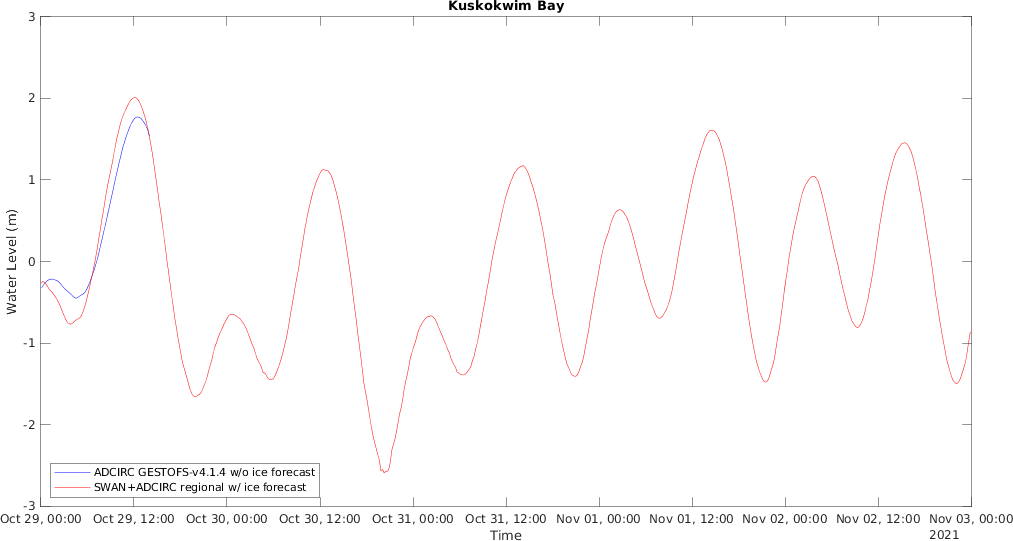 Kuskokwim Bay
3
2
1
0
-1
-2
-3
Water Level (m)
ADCIRC GESTOFS-v4.1.4 w/o ice forecast
SWAN+ADCIRC regional w/ ice forecast
Oct 29, 00:00 Oct 29, 12:00 Oct 30, 00:00 Oct 30, 12:00 Oct 31, 00:00 Oct 31, 12:00 Nov 01, 00:00 Nov 01, 12:00 Nov 02, 00:00 Nov 02, 12:00 Nov 03, 00:00
Time
2021